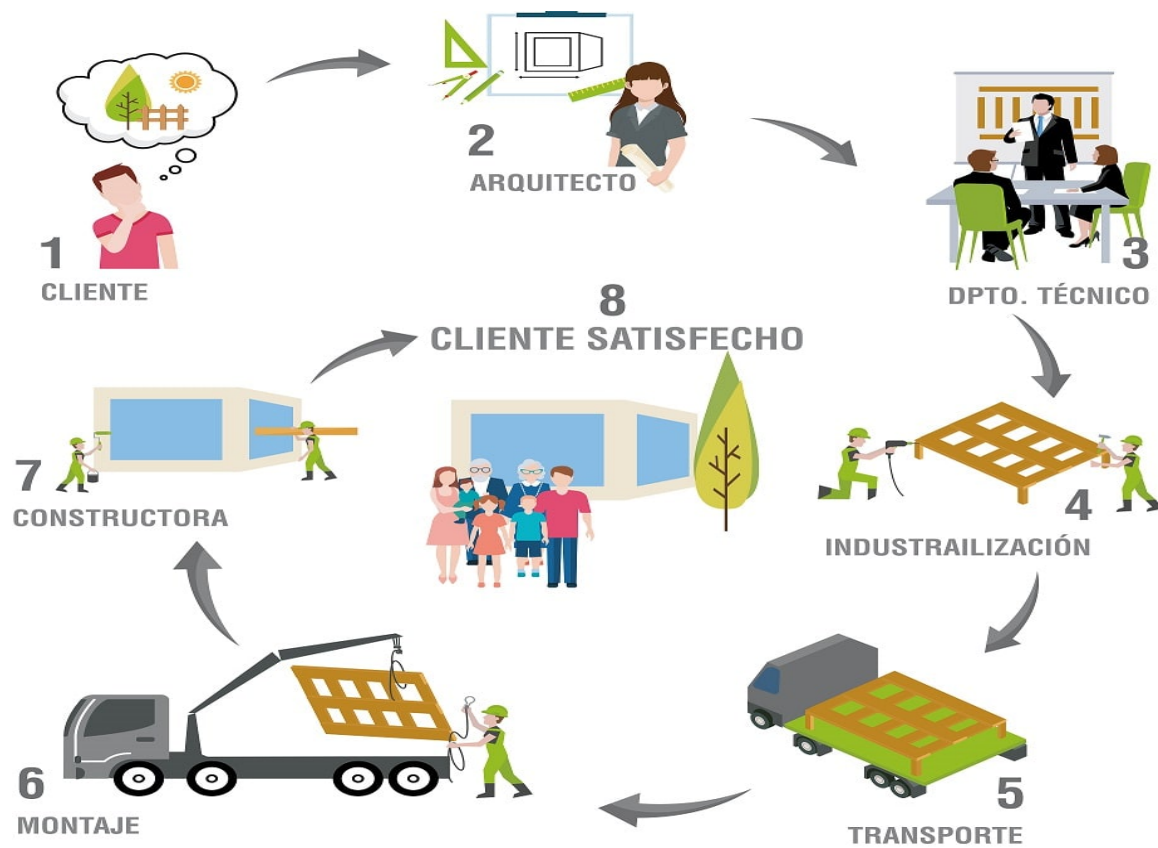 1
CLIENTE
2
ARQUITECTO
3
DPTO. TÉCNICO
4
INDUSTRAILIZACIÓN
5
TRANSPORTE
6
MONTAJE
7
CONSTRUCTORA
8
CLIENTE SATISFECHO